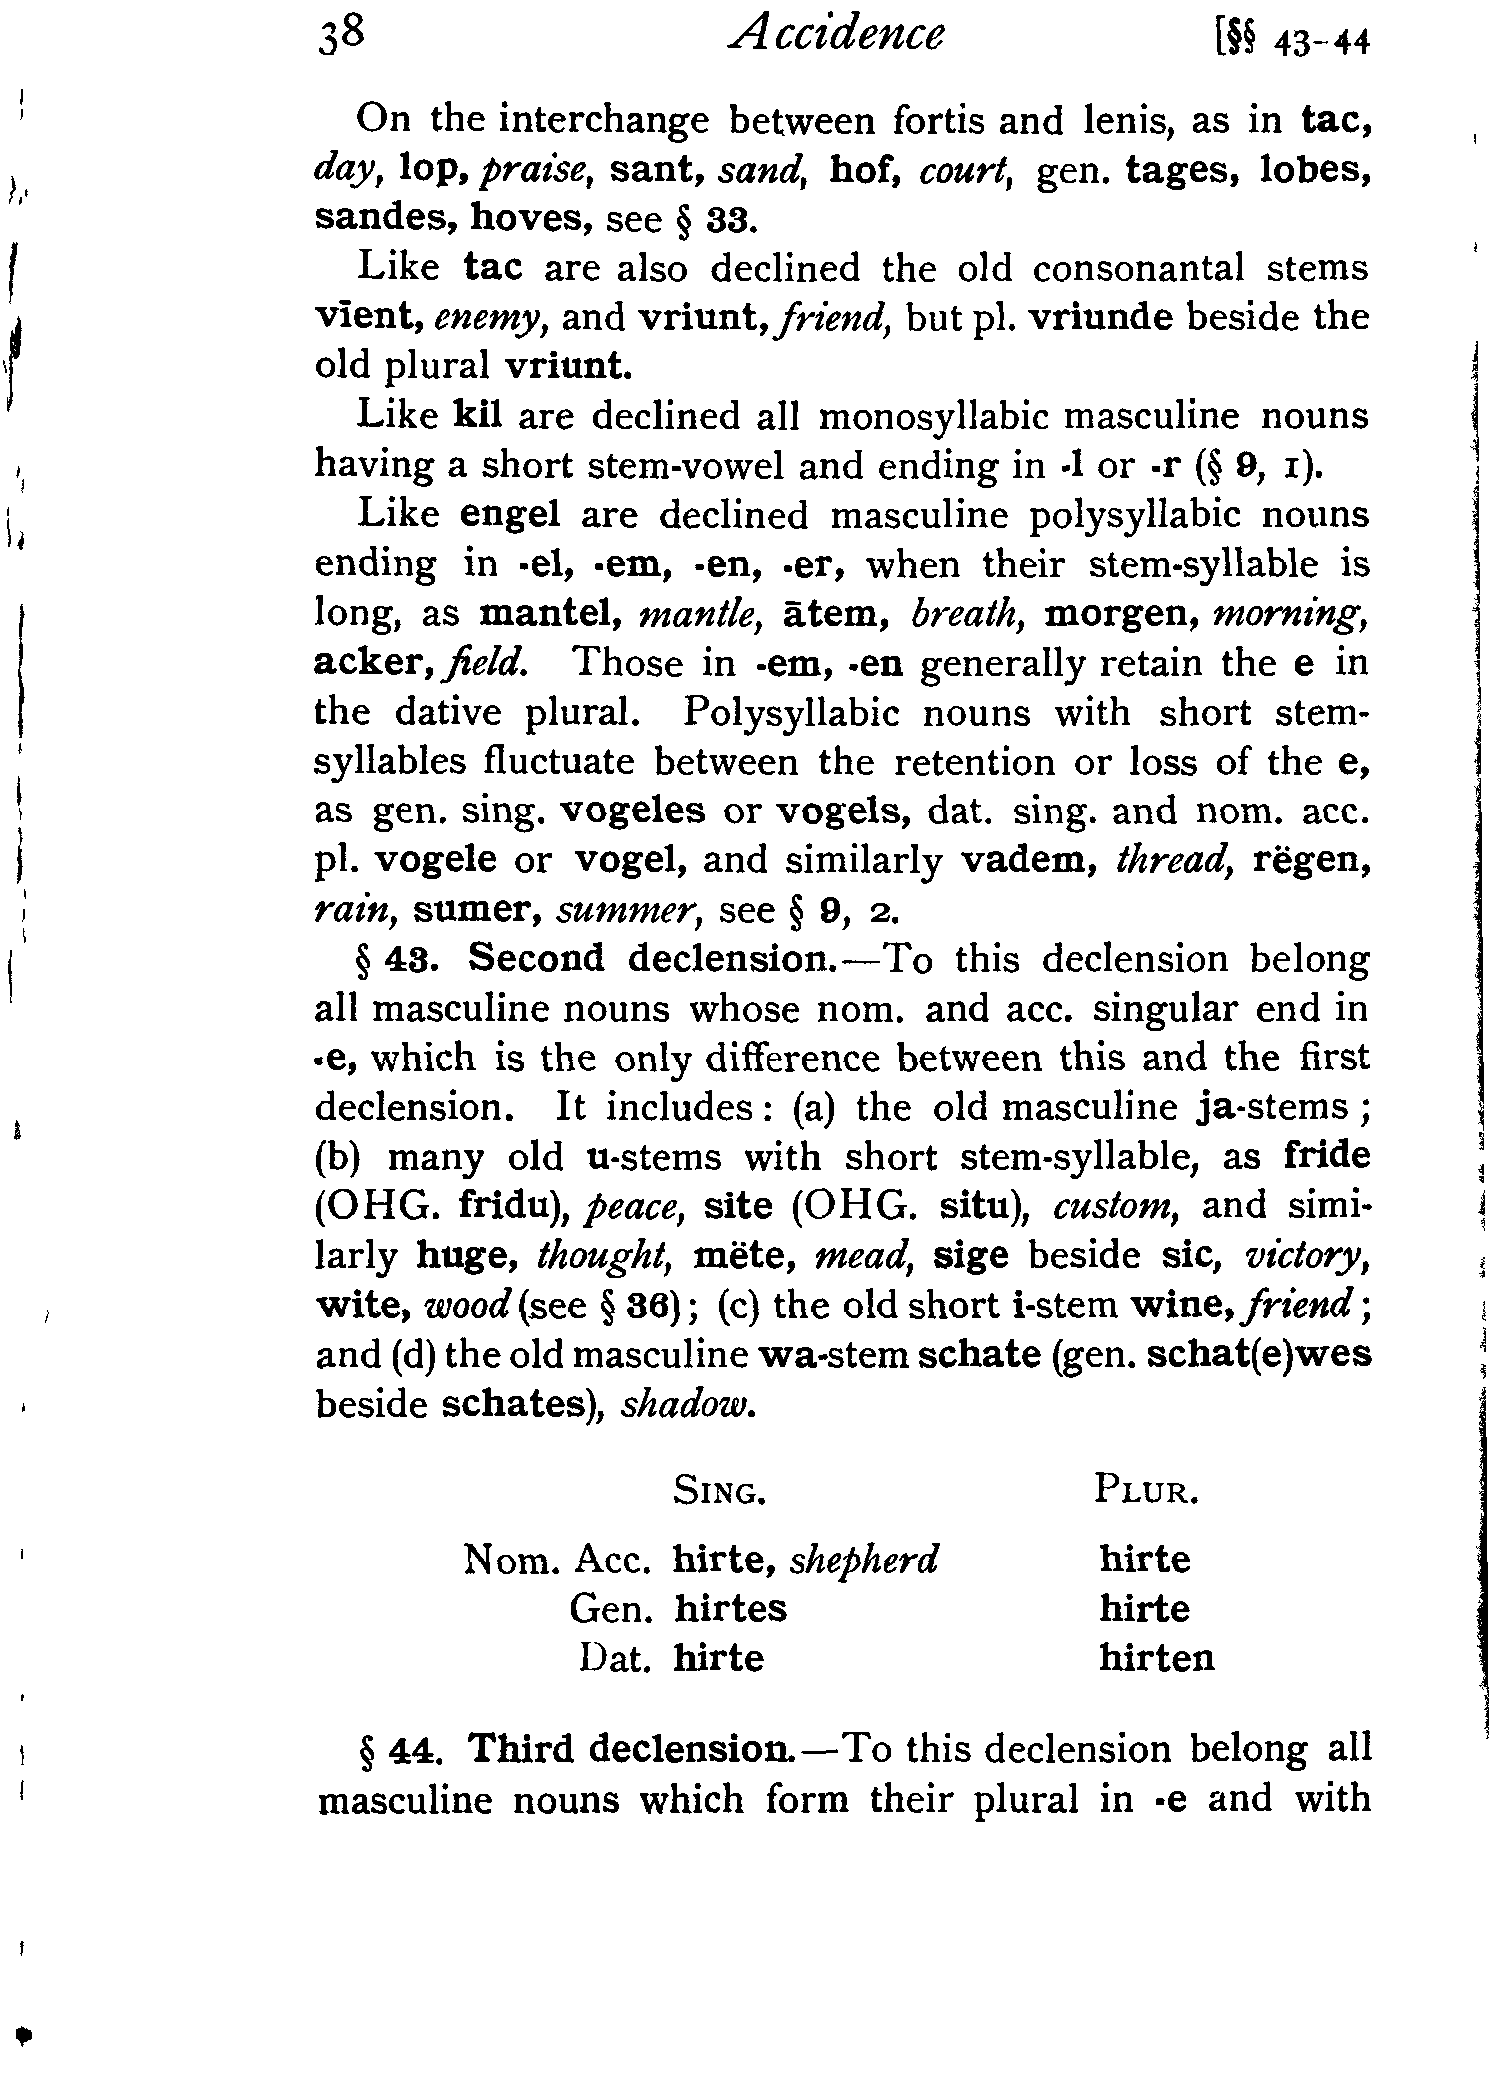 38 Accidence [§§ 43-44
On the interchange between fortis and lenis, as in tac,
day, lop, praise, sant, sand, hof, court, gen. tages, lobes,
sandes, hoves, see § 33.
Like tac are also declined the old consonantal stems
vīent, enemy, and vriunt, friend, but pl. vriunde beside the
old plural vriunt.
Like kil are declined all monosyllabic masculine nouns
having a short stem-vowel and ending in -l or -r (§ 9, 1).
Like engel are declined masculine polysyllabic nouns
ending in -el, -em, -en, -er, when their stem-syllable is
long, as mantel, mantle, ātem, breath, morgen, morning,
acker, field. Those in -em, -en generally retain the e in
the dative plural. Polysyllabic nouns with short stem-
syllables fluctuate between the retention or loss of the e,
as gen. sing. vogeles or vogels, dat. sing. and nom. acc.
pl. vogele or vogel, and similarly vadem, thread, rëgen,
rain, sumer, summer, see § 9, 2.
§ 43. Second declension.—To this declension belong
all masculine nouns whose nom. and acc. singular end in
-e, which is the only difference between this and the first
declension. It includes: (a) the old masculine ja-stems;
(b) many old u-stems with short stem-syllable, as fride
(OHG. fridu), peace, site (OHG. situ), custom, and simi-
larly huge, thought, mëte, mead, sige beside sic, victory,
wite, wood (see § 36); (c) the old short i-stem wine, friend;
and (d) the old masculine wa-stem schate (gen. schat(e)wes
beside schates), shadow.
SING. PLUR.
Nom. Acc. hirte, shepherd hirte
Gen. hirtes hirte
Dat. hirte hirten
§ 44. Third declension.—To this declension belong all
masculine nouns which form their plural in -e and with